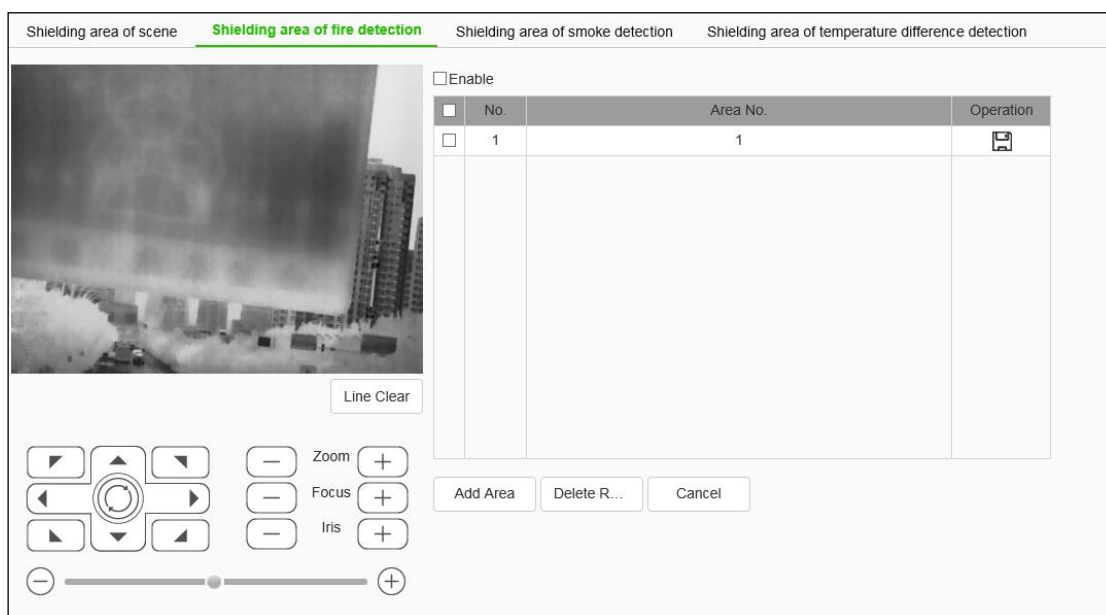 Shielding area of scene Shielding area of fire detection Shielding area of smoke detection Shielding area of temperature difference detection
Enable
No. Area No. Operation
1 1
Line Clear
Zoom
Focus
Iris
Add Area Delete R... Cancel